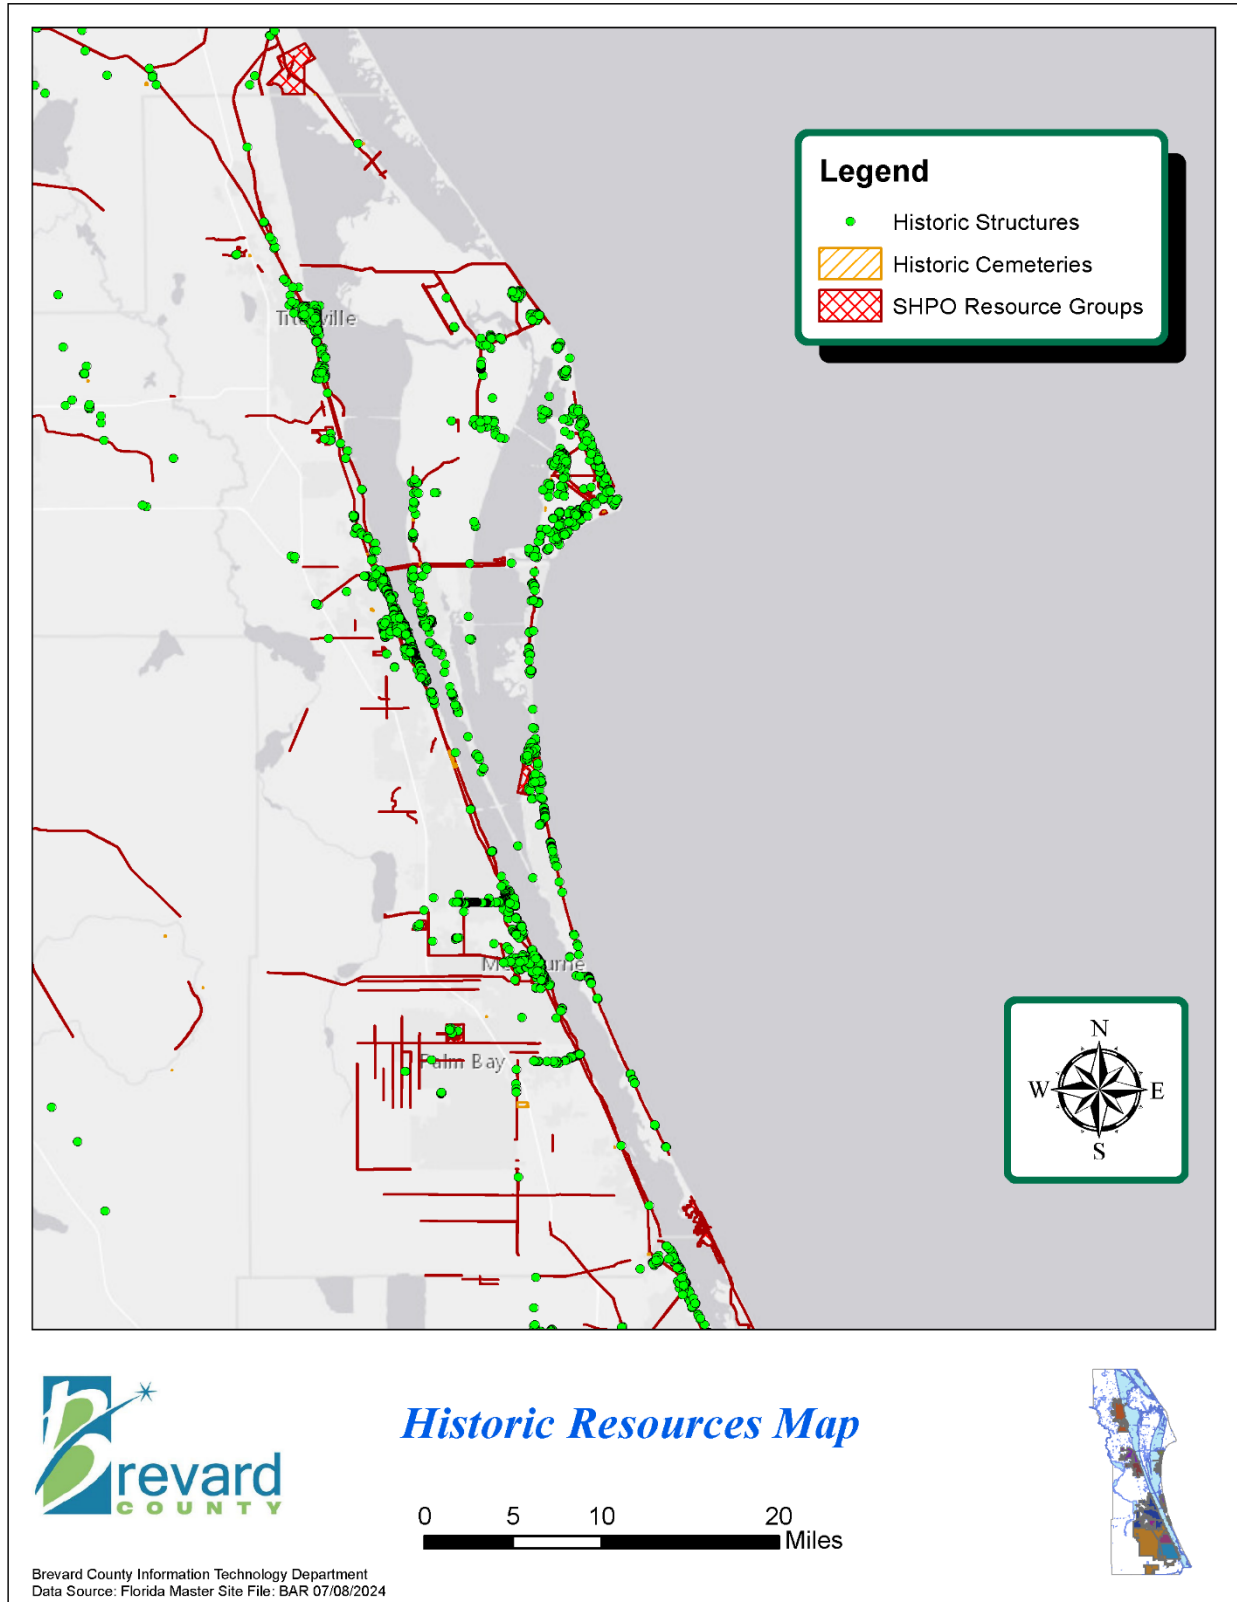 Legend
Historic Structures
Historic Cemeteries
SHPO Resource Groups
Palm Bay
N
W E
S
Brevard
COUNTY
Historic Resources Map
0 5 10 20
Miles
Brevard County Information Technology Department
Data Source: Florida Master Site File: BAR 07/08/2024